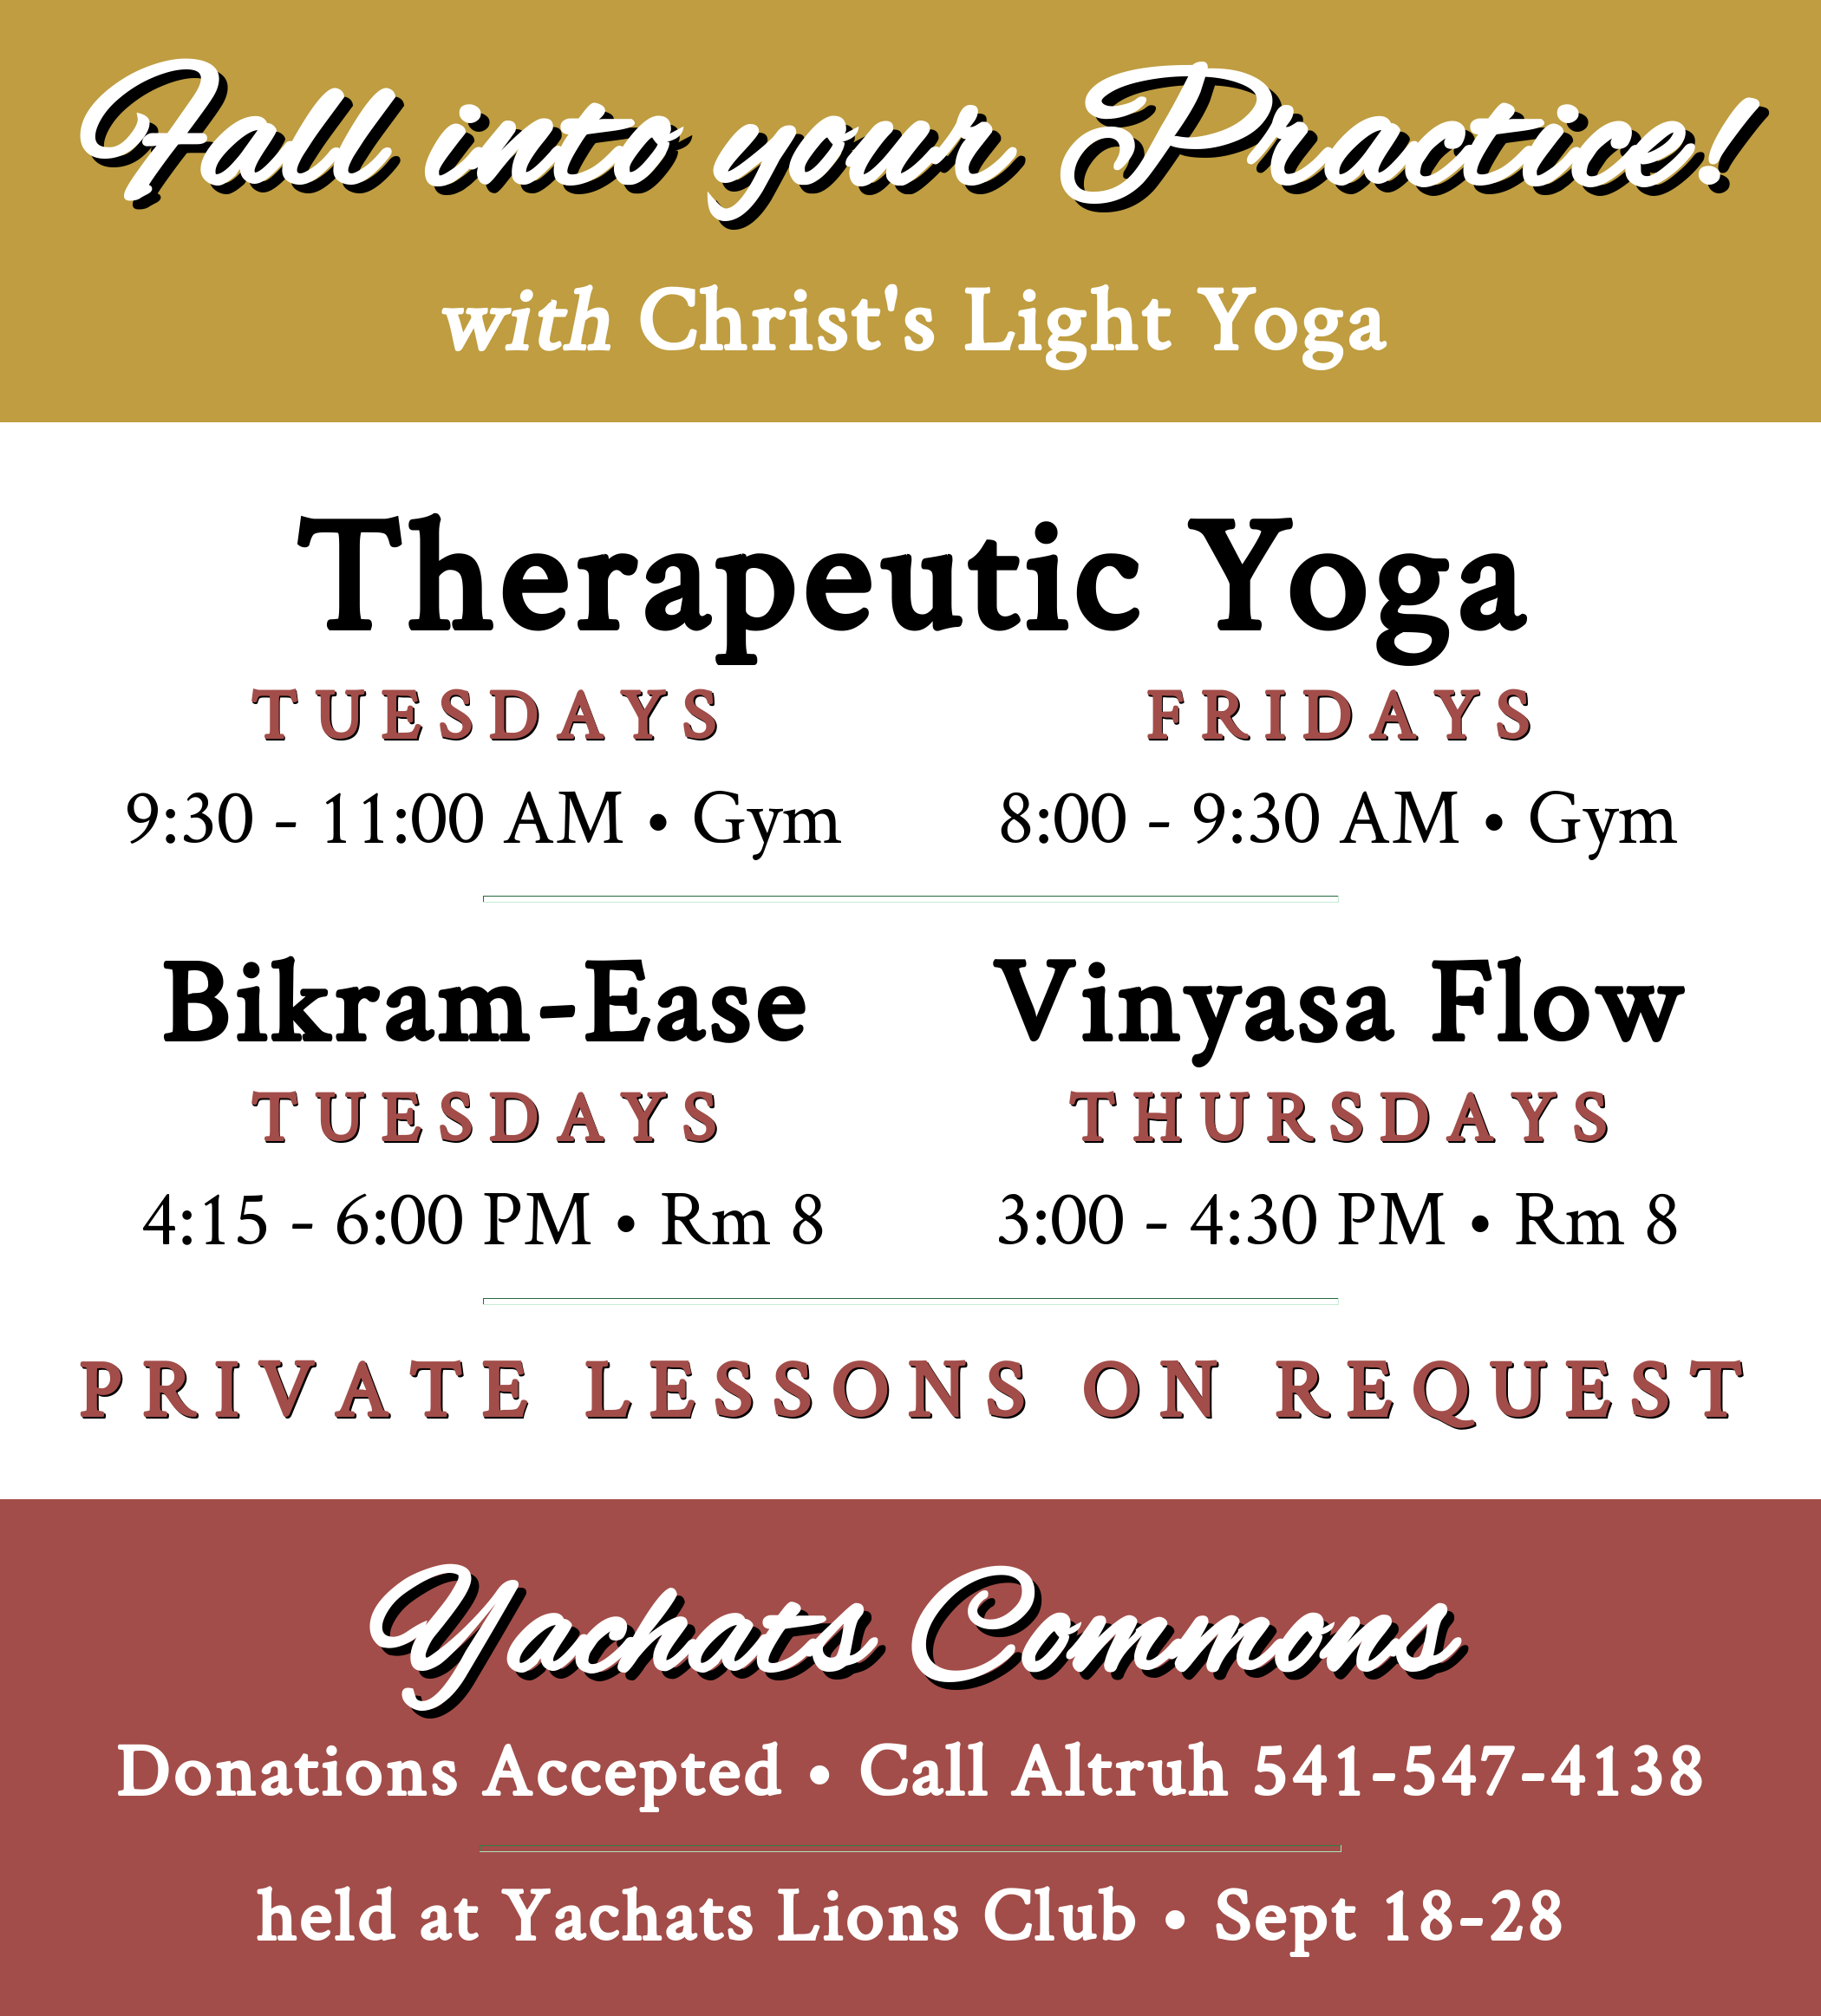 Fall into your Practice!
with Christ's Light Yoga
Therapeutic Yoga
TUESDAYS
9:30 - 11:00 AM • Gym
FRIDAYS
8:00 - 9:30 AM • Gym
Bikram-Ease
TUESDAYS
4:15 - 6:00 PM • Rm 8
Vinyasa Flow
THURSDAYS
3:00 - 4:30 PM • Rm 8
PRIVATE LESSONS ON REQUEST
Yachats Commons
Donations Accepted • Call Altruh 541-547-4138
held at Yachats Lions Club • Sept 18-28